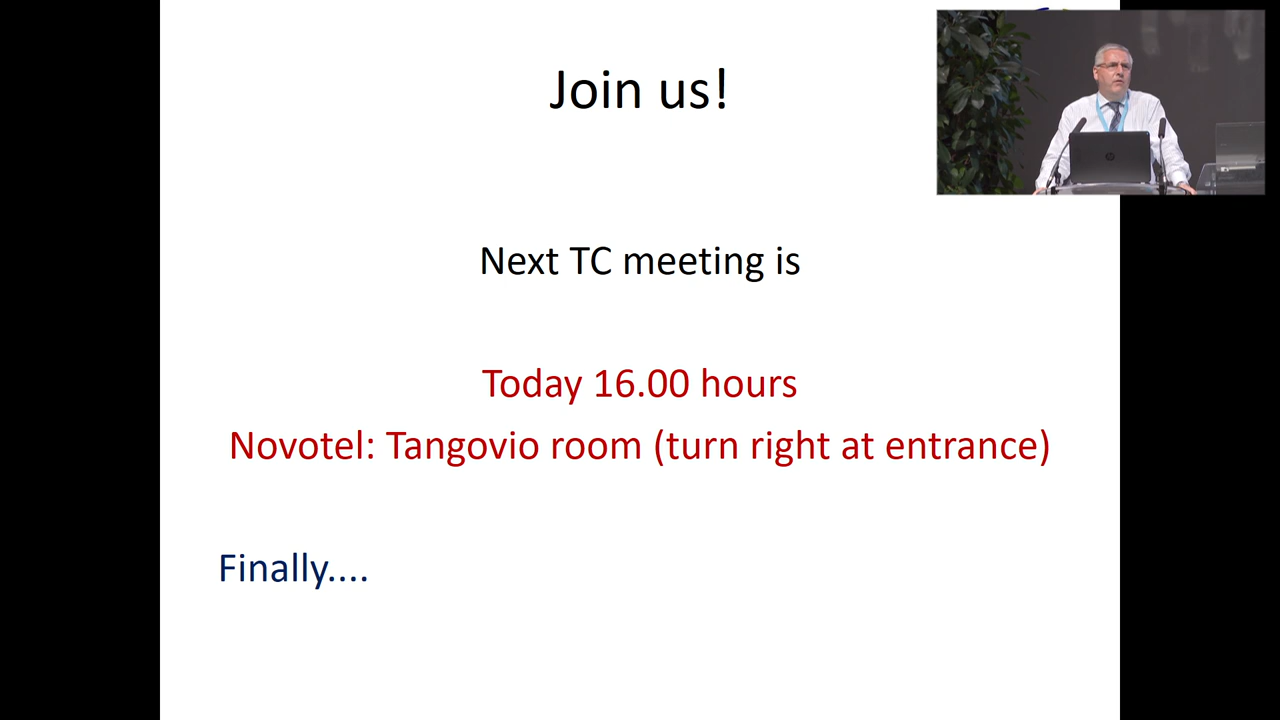 Join us!
Next TC meeting is
Today 16.00 hours
Novotel: Tangovio room (turn right at entrance)
Finally....